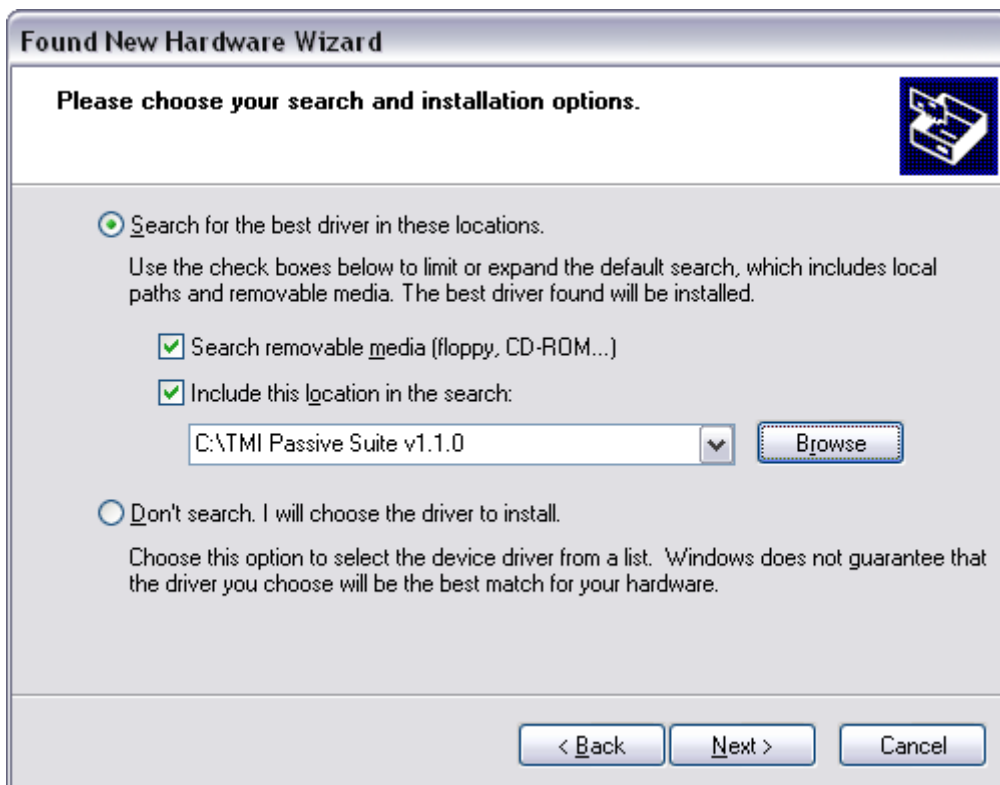 Found New Hardware Wizard
Please choose your search and installation options.
Search for the best driver in these locations.
Use the check boxes below to limit or expand the default search, which includes local
paths and removable media. The best driver found will be installed.
Search removable media (floppy, CD-ROM...)
Include this location in the search:
C:\TMI Passive Suite v1.1.0
Browse
Don't search. I will choose the driver to install.
Choose this option to select the device driver from a list.  Windows does not guarantee that
the driver you choose will be the best match for your hardware.
< Back
Next >
Cancel